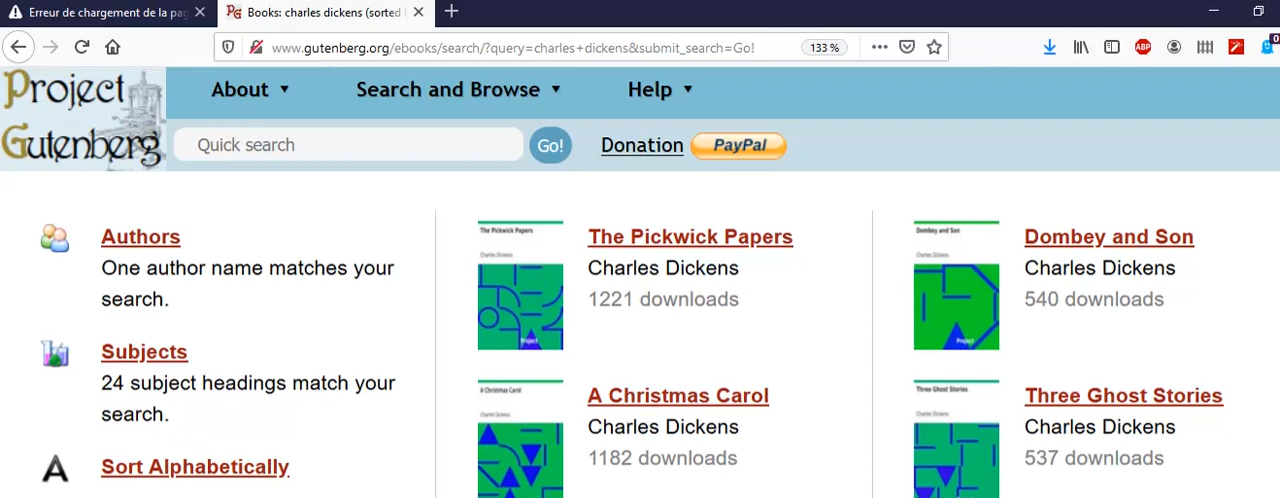 Erreur de chargement de la pag
Books: charles dickens (sorted
www.gutenberg.org/ebooks/search/?query=charles+dickens&submit_search=Go!
133 %
ABP
0
Project
Gutenberg
About
Search and Browse
Help
Quick search
Go!
Donation
PayPal
Authors
One author name matches your
search.
Subjects
24 subject headings match your
search.
A
Sort Alphabetically
The Pickwick Papers
Charles Dickens
Project
The Pickwick Papers
Charles Dickens
1221 downloads
A Christmas Carol
Charles Dickens
A Christmas Carol
Charles Dickens
1182 downloads
Dombey and Son
Charles Dickens
Project
Dombey and Son
Charles Dickens
540 downloads
Three Ghost Stories
Charles Dickens
Three Ghost Stories
Charles Dickens
537 downloads